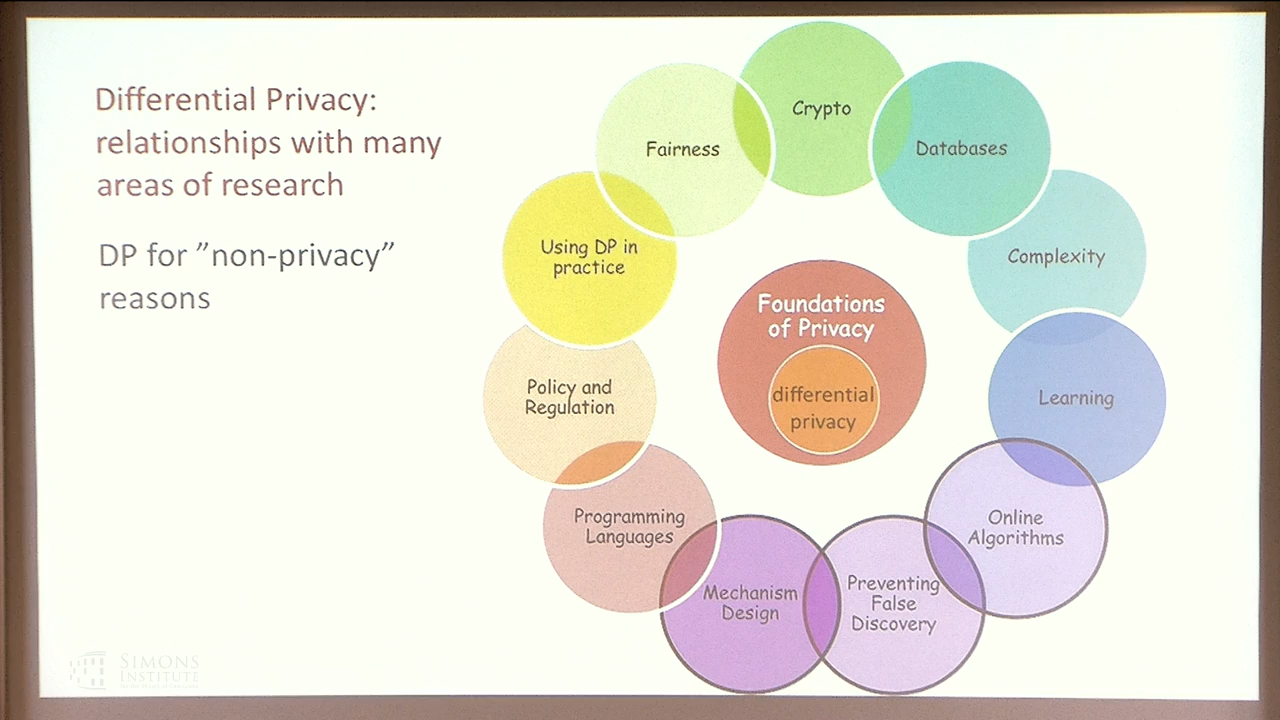 Differential Privacy:
relationships with many
areas of research
DP for ”non-privacy”
reasons
Crypto
Fairness
Databases
Using DP in
practice
Complexity
Foundations
of Privacy
differential
privacy
Policy and
Regulation
Learning
Programming
Languages
Online
Algorithms
Mechanism
Design
Preventing
False
Discovery
SIMONS
INSTITUTE